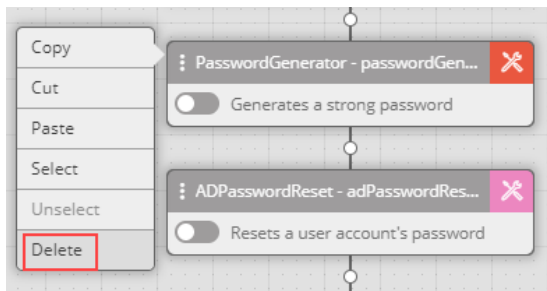 Copy
Cut
Paste
Select
Unselect
Delete
PasswordGenerator - passwordGen...
Generates a strong password
ADPasswordReset - adPasswordRes...
Resets a user account's password